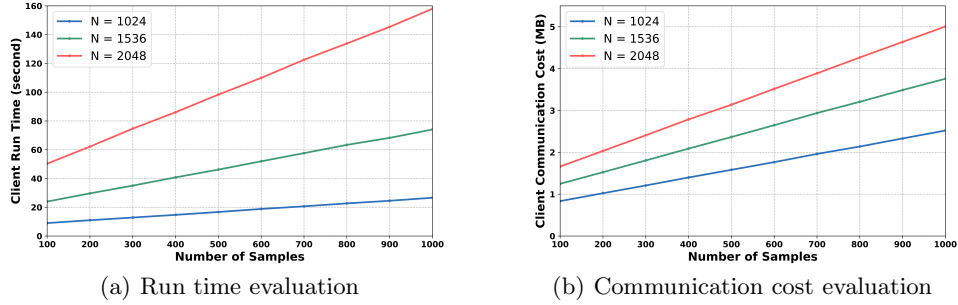 160
140
120
100
80
60
40
20
0
Client Run Time (second)
N = 1024
N = 1536
N = 2048
100 200 300 400 500 600 700 800 900 1000
Number of Samples
(a) Run time evaluation
5
4
3
2
1
0
Client Communication Cost (MB)
N = 1024
N = 1536
N = 2048
100 200 300 400 500 600 700 800 900 1000
Number of Samples
(b) Communication cost evaluation